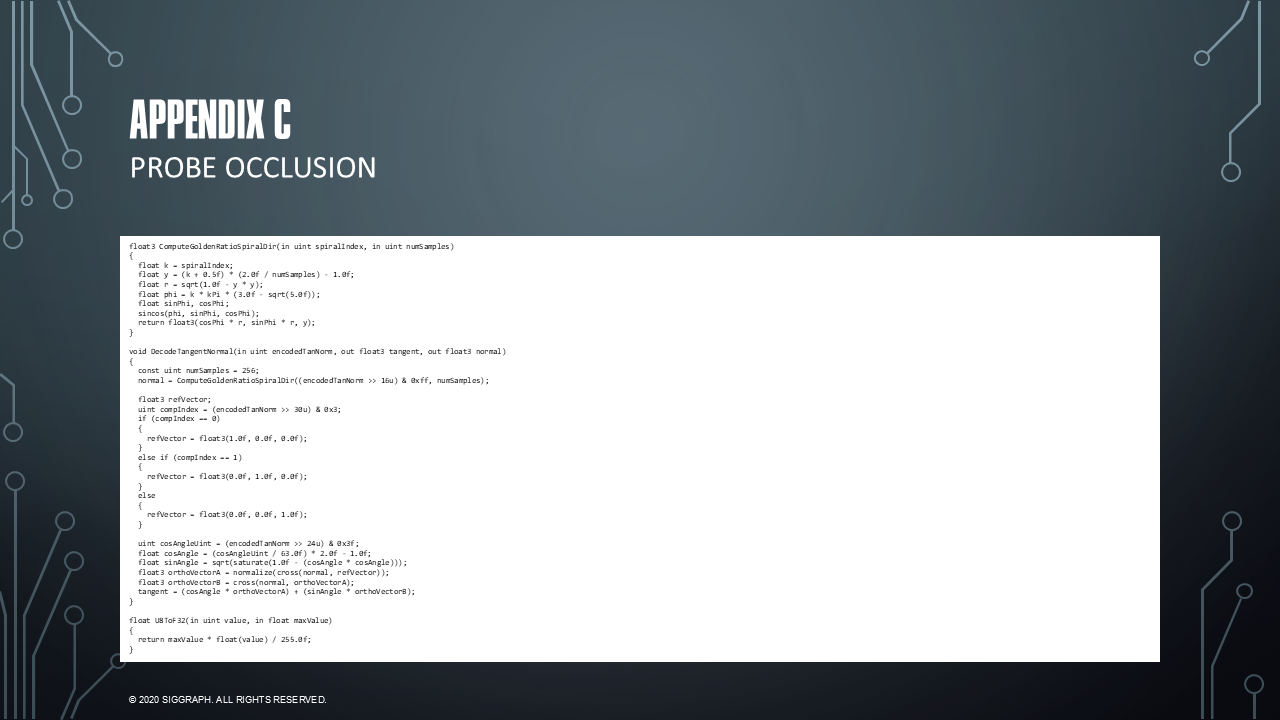 APPENDIX C
PROBE OCCLUSION
float3 ComputeGoldenRatioSpiralDir(in uint spiralIndex, in uint numSamples)
{
  float k = spiralIndex;
  float y = (k + 0.5f) * (2.0f / numSamples) - 1.0f;
  float r = sqrt(1.0f - y * y);
  float phi = k * kPi * (3.0f - sqrt(5.0f));
  float sinPhi, cosPhi;
  sincos(phi, sinPhi, cosPhi);
  return float3(cosPhi * r, sinPhi * r, y);
}

void DecodeTangentNormal(in uint encodedTanNorm, out float3 tangent, out float3 normal)
{
  const uint numSamples = 256;
  normal = ComputeGoldenRatioSpiralDir((encodedTanNorm >> 16u) & 0xff, numSamples);

  float3 refVector;
  uint compIndex = (encodedTanNorm >> 30u) & 0x3;
  if (compIndex == 0)
  {
    refVector = float3(1.0f, 0.0f, 0.0f);
  }
  else if (compIndex == 1)
  {
    refVector = float3(0.0f, 1.0f, 0.0f);
  }
  else
  {
    refVector = float3(0.0f, 0.0f, 1.0f);
  }

  uint cosAngleUint = (encodedTanNorm >> 24u) & 0x3f;
  float cosAngle = (cosAngleUint / 63.0f) * 2.0f - 1.0f;
  float sinAngle = sqrt(saturate(1.0f - (cosAngle * cosAngle)));
  float3 orthoVectorA = normalize(cross(normal, refVector));
  float3 orthoVectorB = cross(normal, orthoVectorA);
  tangent = (cosAngle * orthoVectorA) + (sinAngle * orthoVectorB);
}

float U8ToF32(in uint value, in float maxValue)
{
  return maxValue * float(value) / 255.0f;
}
© 2020 SIGGRAPH. ALL RIGHTS RESERVED.